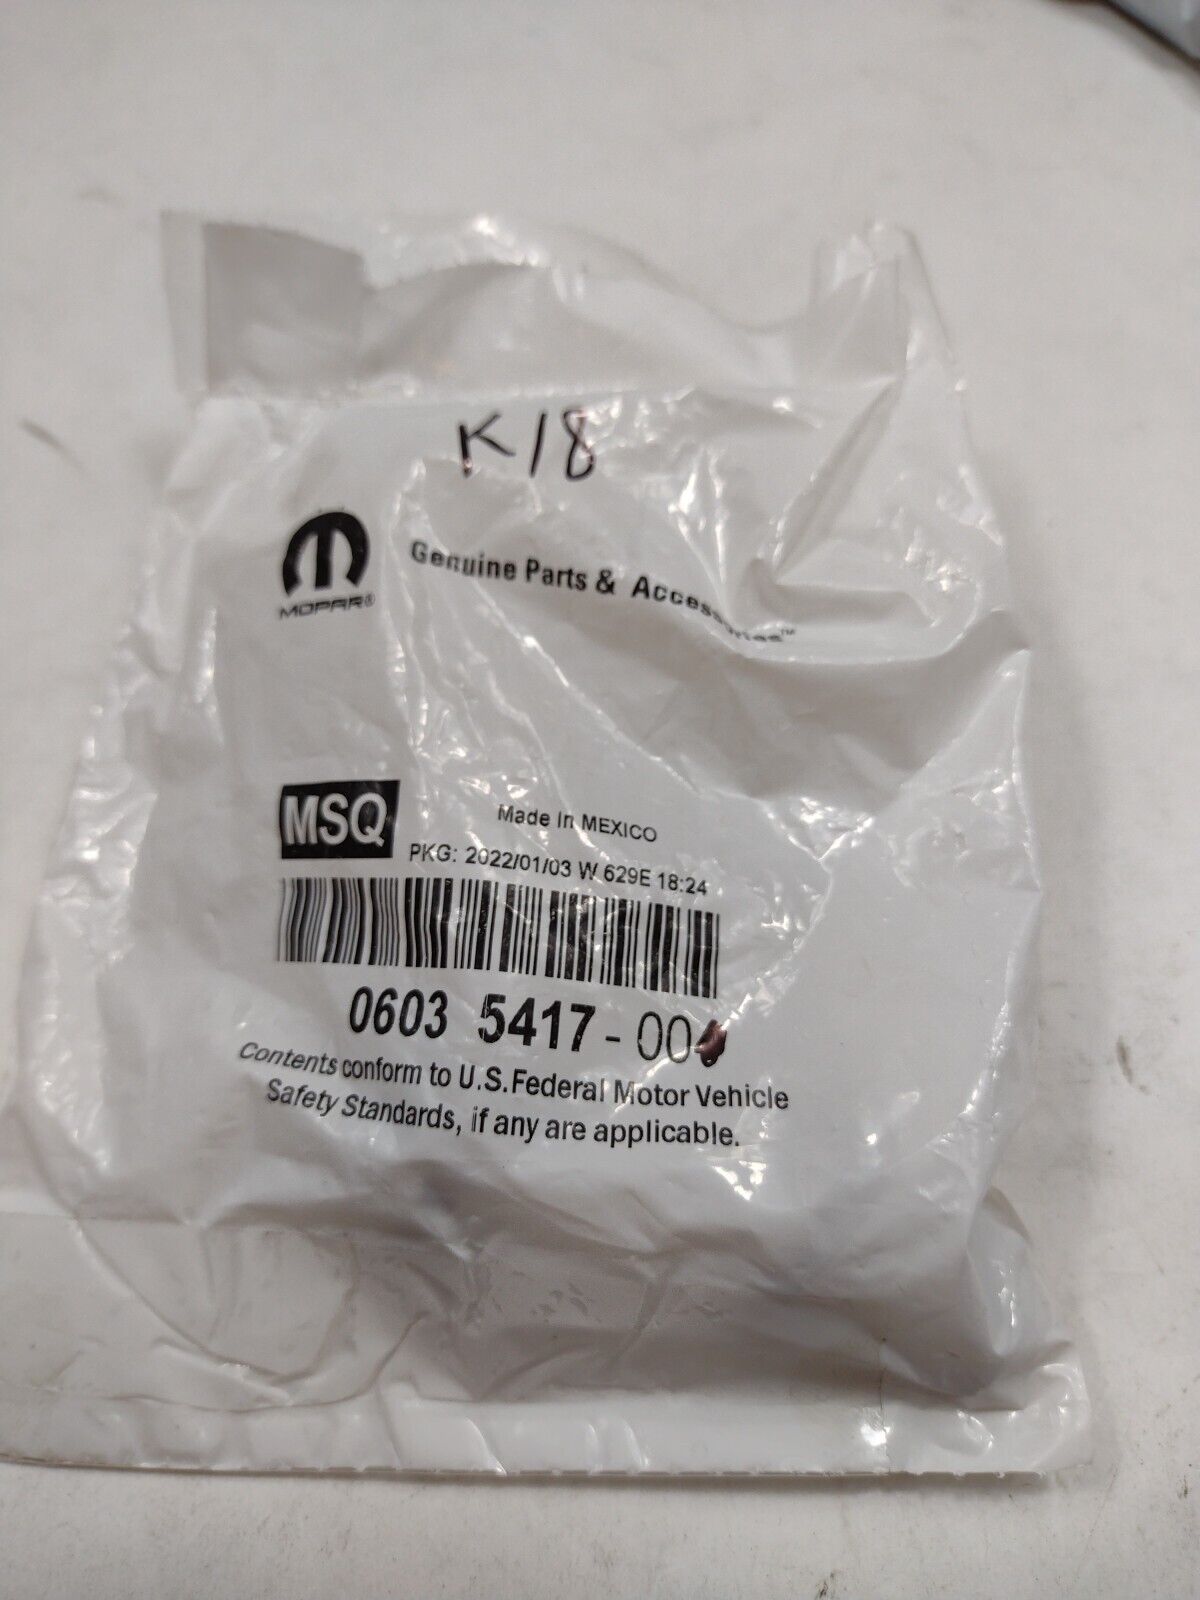 K18
MOPAR®
Genuine Parts & Accessories™
MSQ
Made In MEXICO
PKG: 2022/01/03 W 629E 18:24
0603 5417-00
Contents conform to U.S. Federal Motor Vehicle
Safety Standards, if any are applicable.